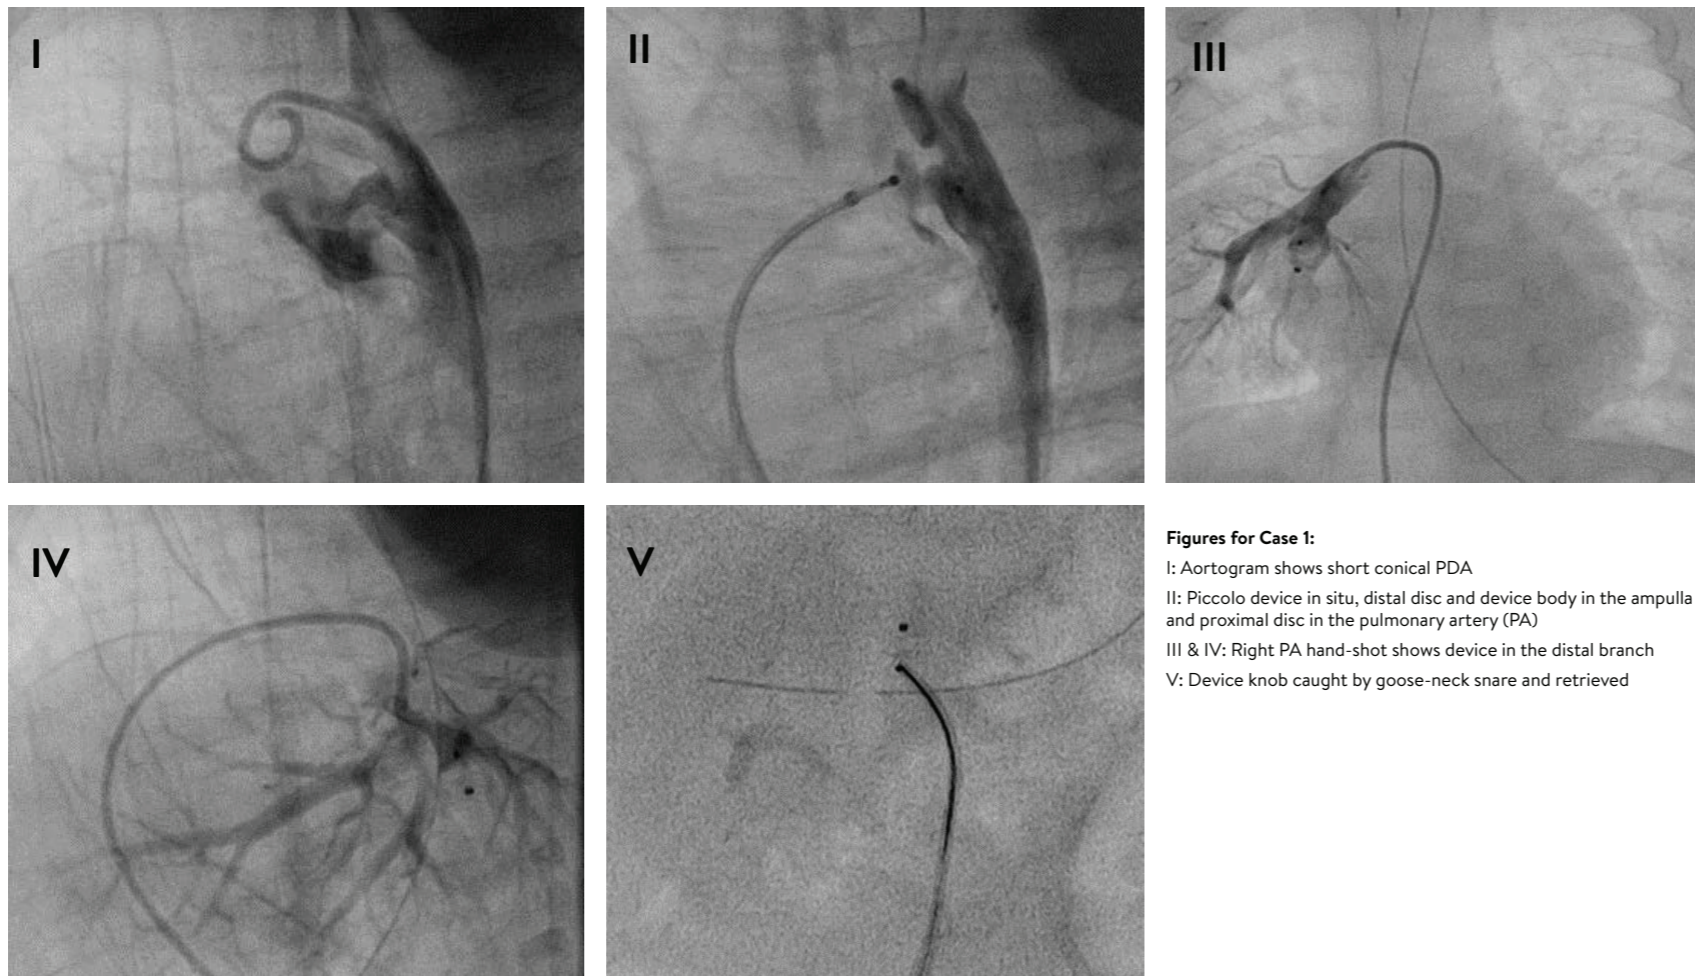 I
II
III
IV
V
Figures for Case 1:
I: Aortogram shows short conical PDA
II: Piccolo device in situ, distal disc and device body in the ampulla
and proximal disc in the pulmonary artery (PA)
III & IV: Right PA hand-shot shows device in the distal branch
V: Device knob caught by goose-neck snare and retrieved